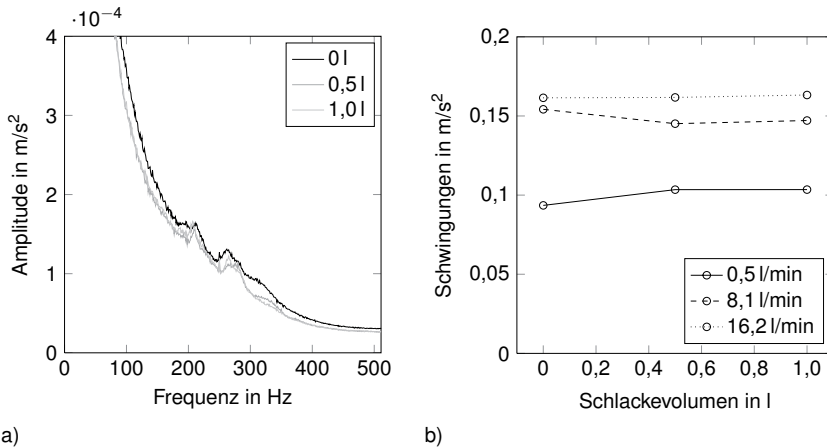 ·10⁻⁴
4
3
2
1
0
0 100 200 300 400 500
Amplitude in m/s²
Frequenz in Hz
0 l
0,5 l
1,0 l
a)
0,2
0,15
0,1
0,05
0
0 0,2 0,4 0,6 0,8 1,0
Schwingungen in m/s²
Schlackevolumen in l
0,5 l/min
8,1 l/min
16,2 l/min
b)